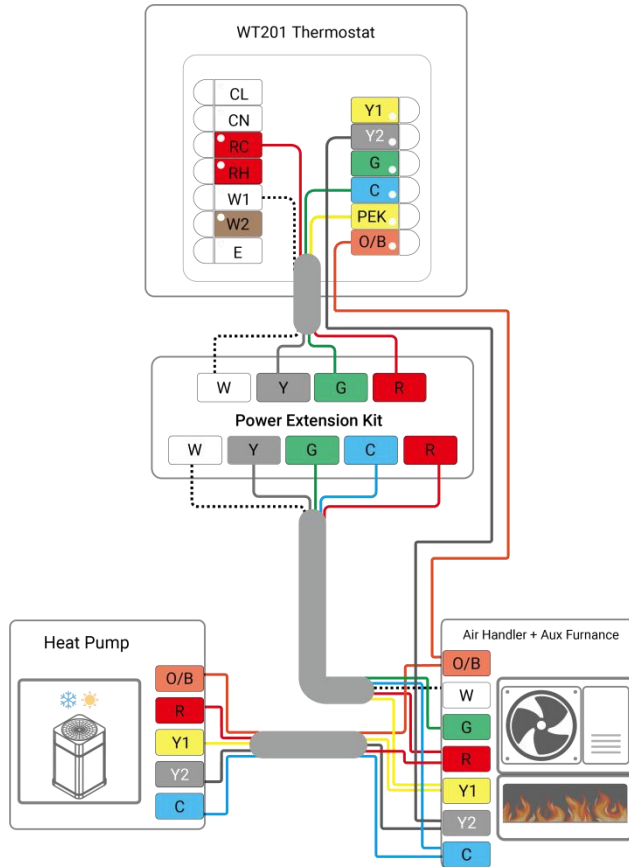 WT201 Thermostat
CL
CN
RC
RH
W1
W2
E
Y1
Y2
G
C
PEK
O/B
W
Y
G
R
Power Extension Kit
W
Y
G
C
R
Heat Pump
O/B
R
Y1
Y2
C
Air Handler + Aux Furnance
O/B
W
G
R
Y1
Y2
C